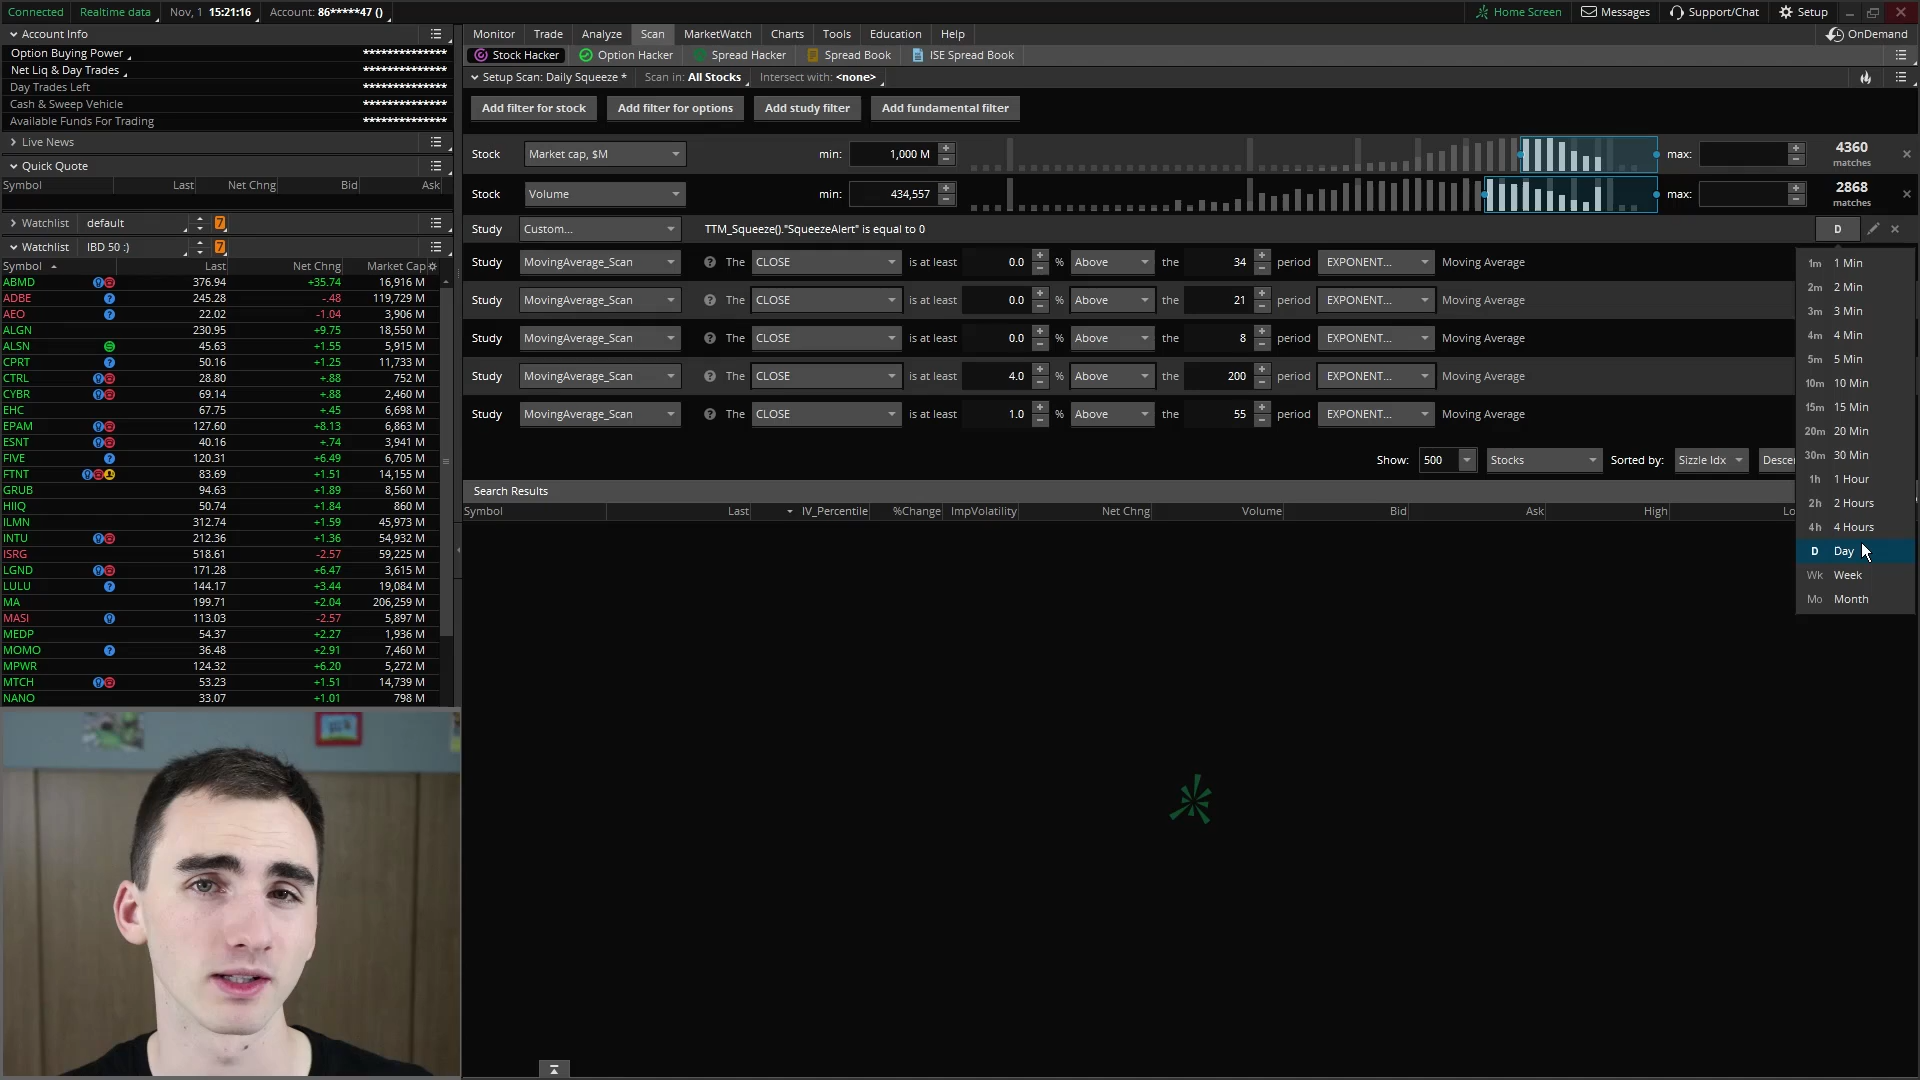 Connected Realtime data Nov, 1 15:21:16 Account: 86*****47 () Home Screen Messages Support/Chat Setup
Account Info
Option Buying Power **************
Net Liq & Day Trades **************
Day Trades Left **************
Cash & Sweep Vehicle **************
Available Funds For Trading **************
Live News
Quick Quote
Symbol Last Net Chng Bid Ask
Watchlist default 7
Watchlist IBD 50 :) 7
Symbol Last Net Chng Market Cap
ABMD 376.94 +35.74 16,916 M
ADBE 245.28 -.48 119,729 M
AEO 22.02 -1.04 3,906 M
ALGN 230.95 +9.75 18,550 M
ALSN 45.63 +1.55 5,915 M
CPRT 50.16 +1.25 11,733 M
CTRL 28.80 +.88 752 M
CYBR 69.14 +.88 2,460 M
EHC 67.75 +.45 6,698 M
EPAM 127.60 +8.13 6,863 M
ESNT 40.16 +.74 3,941 M
FIVE 120.31 +6.49 6,705 M
FTNT 83.69 +1.51 14,155 M
GRUB 94.63 +1.89 8,560 M
HIIQ 50.74 +1.84 860 M
ILMN 312.74 +1.59 45,973 M
INTU 212.36 +1.36 54,932 M
ISRG 518.61 -2.57 59,225 M
LGND 171.28 +6.47 3,615 M
LULU 144.17 +3.44 19,084 M
MA 199.71 +2.04 206,259 M
MASI 113.03 -2.57 5,897 M
MEDP 54.37 +2.27 1,936 M
MOMO 36.48 +2.91 7,460 M
MPWR 124.32 +6.20 5,272 M
MTCH 53.23 +1.51 14,739 M
NANO 33.07 +1.01 798 M
Monitor Trade Analyze Scan MarketWatch Charts Tools Education Help OnDemand
Stock Hacker Option Hacker Spread Hacker Spread Book ISE Spread Book
Setup Scan: Daily Squeeze * Scan in: All Stocks Intersect with: <none>
Add filter for stock Add filter for options Add study filter Add fundamental filter
Stock Market cap, $M min: 1,000 M max: 4360 matches
Stock Volume min: 434,557 max: 2868 matches
Study Custom... TTM_Squeeze()."SqueezeAlert" is equal to 0 D
Study MovingAverage_Scan The CLOSE is at least 0.0 % Above the 34 period EXPONENT... Moving Average
Study MovingAverage_Scan The CLOSE is at least 0.0 % Above the 21 period EXPONENT... Moving Average
Study MovingAverage_Scan The CLOSE is at least 0.0 % Above the 8 period EXPONENT... Moving Average
Study MovingAverage_Scan The CLOSE is at least 4.0 % Above the 200 period EXPONENT... Moving Average
Study MovingAverage_Scan The CLOSE is at least 1.0 % Above the 55 period EXPONENT... Moving Average
Show: 500 Stocks Sorted by: Sizzle Idx Descen
Search Results
Symbol Last IV_Percentile %Change ImpVolatility Net Chng Volume Bid Ask High Lo
1m 1 Min
2m 2 Min
3m 3 Min
4m 4 Min
5m 5 Min
10m 10 Min
15m 15 Min
20m 20 Min
30m 30 Min
1h 1 Hour
2h 2 Hours
4h 4 Hours
D Day
Wk Week
Mo Month